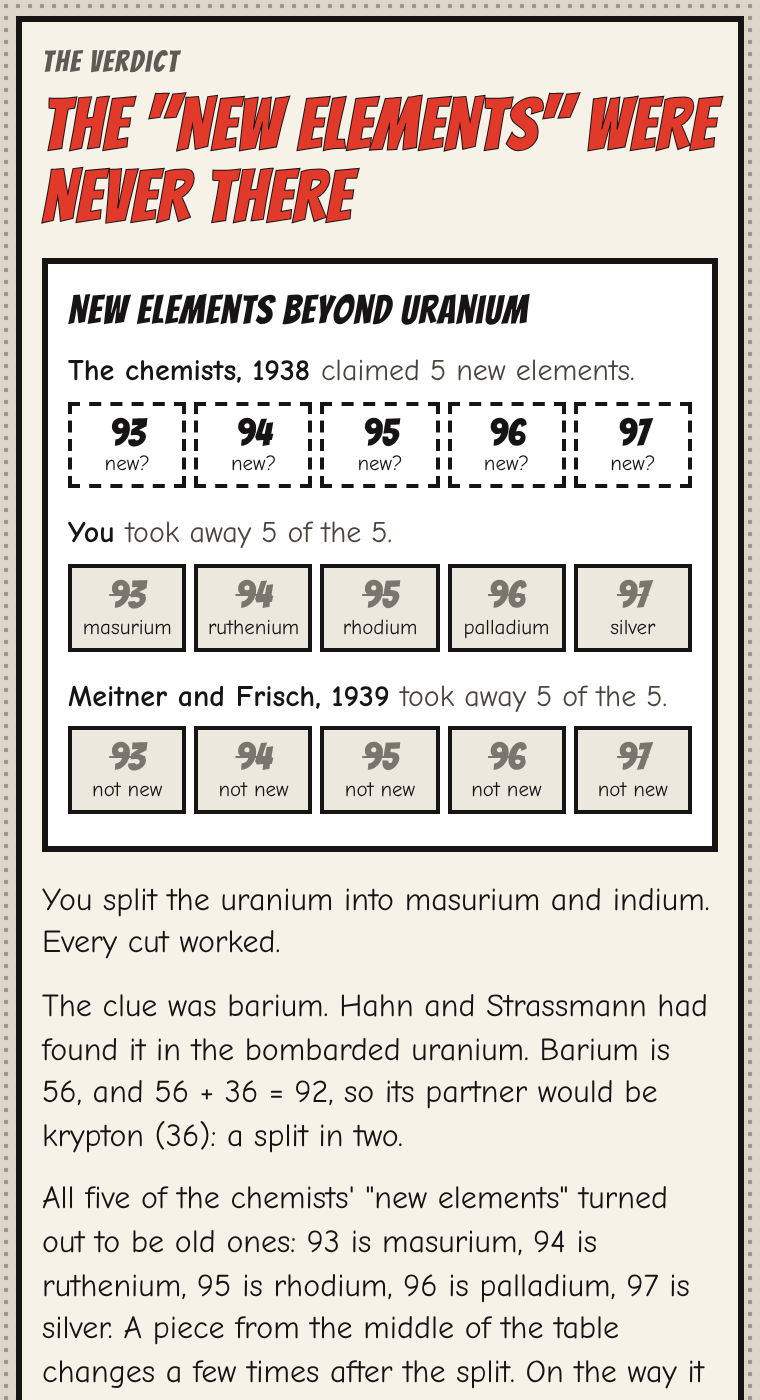 THE VERDICT
THE "NEW ELEMENTS" WERE
NEVER THERE
NEW ELEMENTS BEYOND URANIUM
The chemists, 1938 claimed 5 new elements.
93 94 95 96 97
new? new? new? new? new?
You took away 5 of the 5.
93 94 95 96 97
masurium ruthenium rhodium palladium silver
Meitner and Frisch, 1939 took away 5 of the 5.
93 94 95 96 97
not new not new not new not new not new
You split the uranium into masurium and indium.
Every cut worked.
The clue was barium. Hahn and Strassmann had
found it in the bombarded uranium. Barium is
56, and 56 + 36 = 92, so its partner would be
krypton (36): a split in two.
All five of the chemists' "new elements" turned
out to be old ones: 93 is masurium, 94 is
ruthenium, 95 is rhodium, 96 is palladium, 97 is
silver. A piece from the middle of the table
changes a few times after the split. On the way it